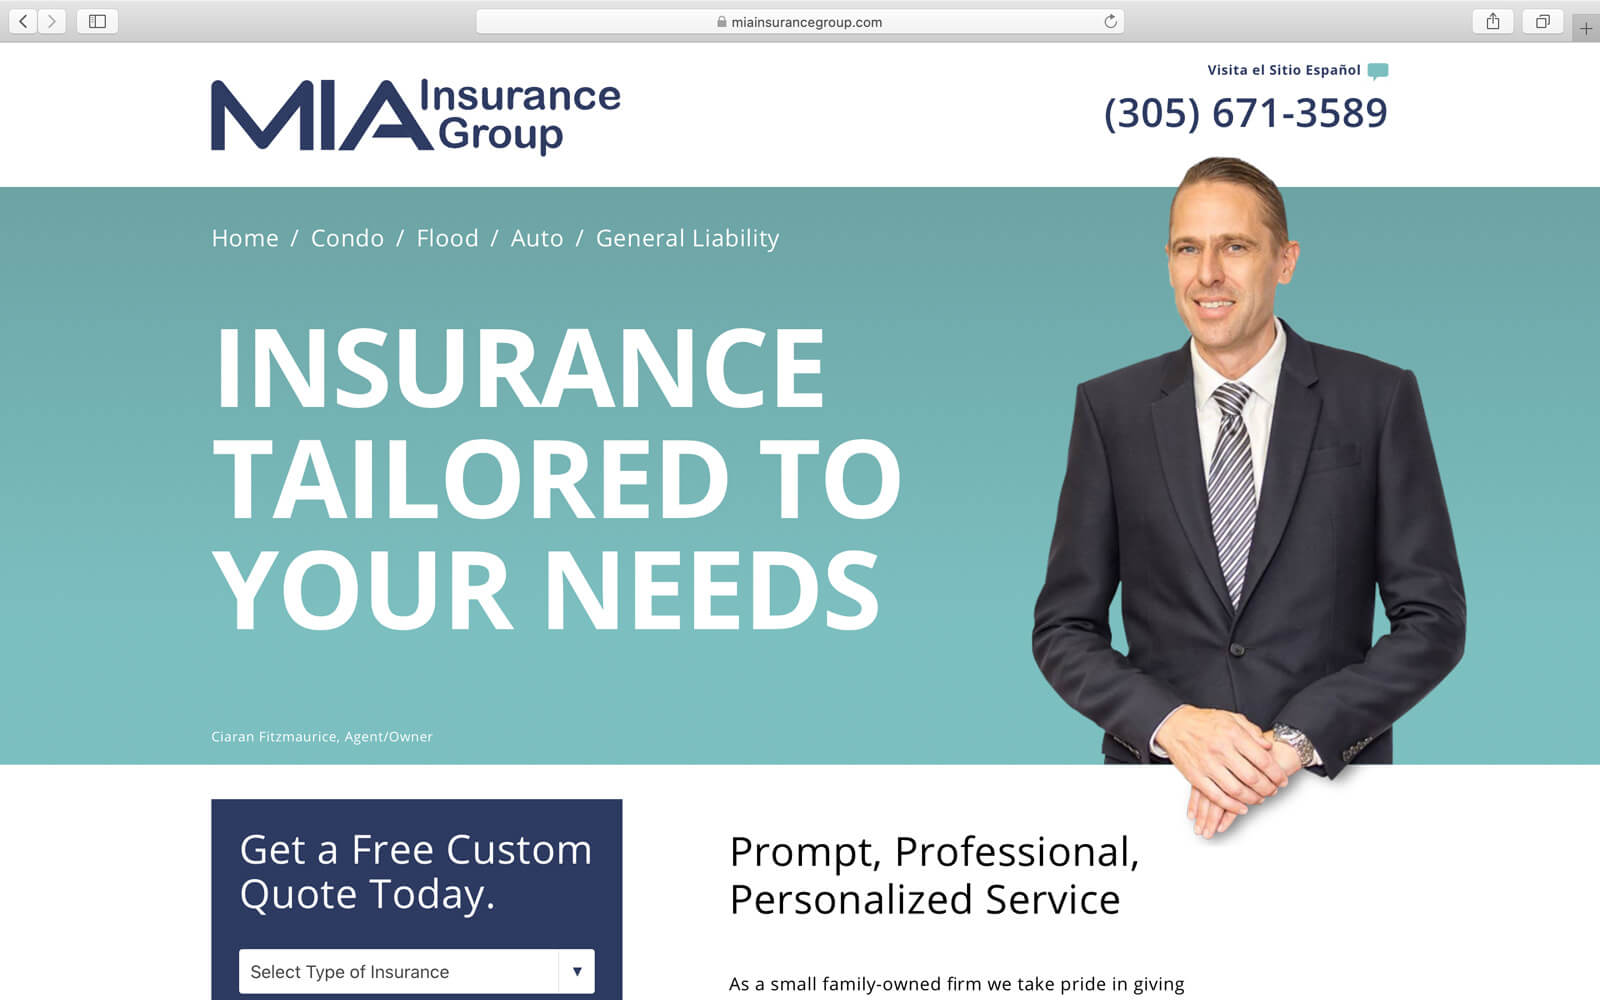 miainsurancegroup.com
MIA Insurance
Group
Visita el Sitio Español
(305) 671-3589
Home / Condo / Flood / Auto / General Liability
INSURANCE
TAILORED TO
YOUR NEEDS
Ciaran Fitzmaurice, Agent/Owner
Get a Free Custom
Quote Today.
Select Type of Insurance
Prompt, Professional,
Personalized Service
As a small family-owned firm we take pride in giving